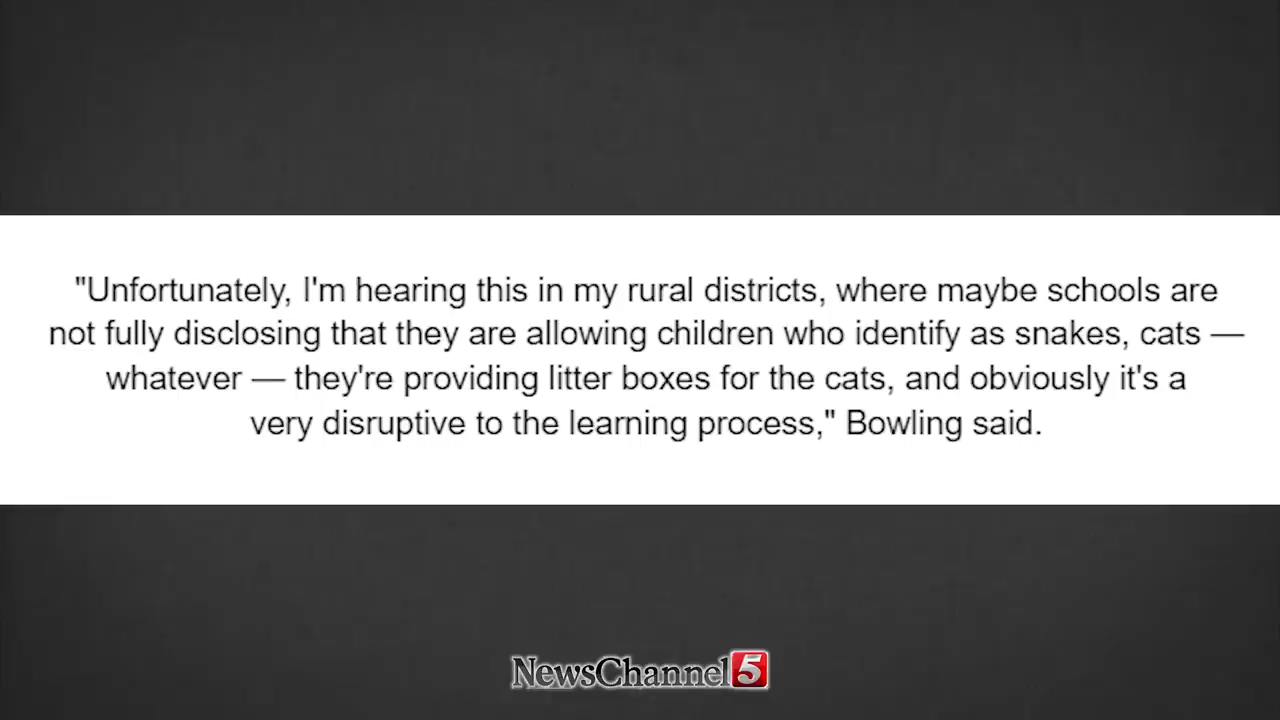 "Unfortunately, I'm hearing this in my rural districts, where maybe schools are
not fully disclosing that they are allowing children who identify as snakes, cats —
whatever — they're providing litter boxes for the cats, and obviously it's a
very disruptive to the learning process," Bowling said.
NewsChannel 5